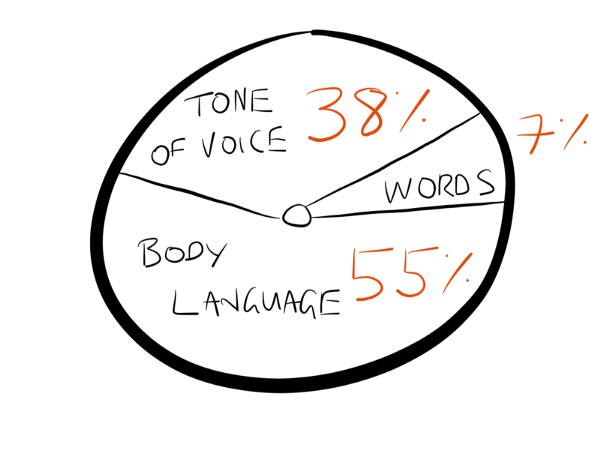 TONE
OF VOICE
38%
7%
WORDS
BODY
LANGUAGE
55%